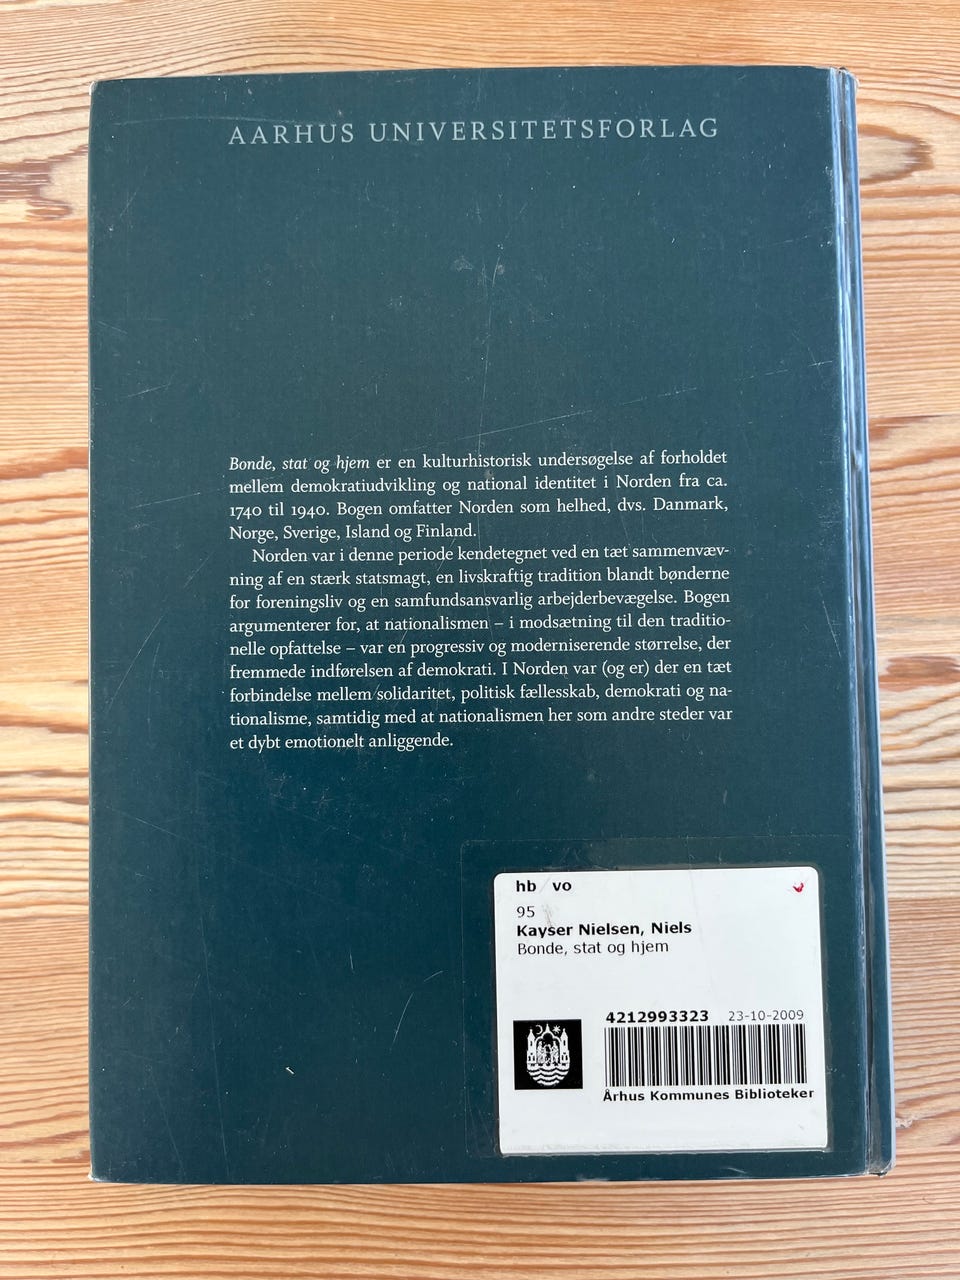 AARHUS UNIVERSITETSFORLAG
Bonde, stat og hjem er en kulturhistorisk undersøgelse af forholdet
mellem demokratiudvikling og national identitet i Norden fra ca.
1740 til 1940. Bogen omfatter Norden som helhed, dvs. Danmark,
Norge, Sverige, Island og Finland.
Norden var i denne periode kendetegnet ved en tæt sammenvæv-
ning af en stærk statsmagt, en livskraftig tradition blandt bønderne
for foreningsliv og en samfundsansvarlig arbejderbevægelse. Bogen
argumenterer for, at nationalismen – i modsætning til den traditio-
nelle opfattelse – var en progressiv og moderniserende størrelse, der
fremmede indførelsen af demokrati. I Norden var (og er) der en tæt
forbindelse mellem solidaritet, politisk fællesskab, demokrati og na-
tionalisme, samtidig med at nationalismen her som andre steder var
et dybt emotionelt anliggende.
hb / vo
95
Kayser Nielsen, Niels
Bonde, stat og hjem
4212993323 23-10-2009
Århus Kommunes Biblioteker